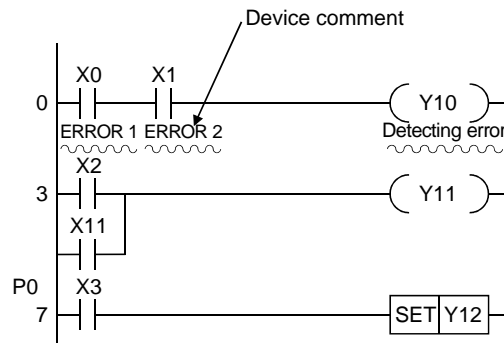 Device comment
X0 X1
0 Y10
ERROR 1 ERROR 2 Detecting error
X2
3 Y11
X11
P0 X3
7 SET Y12